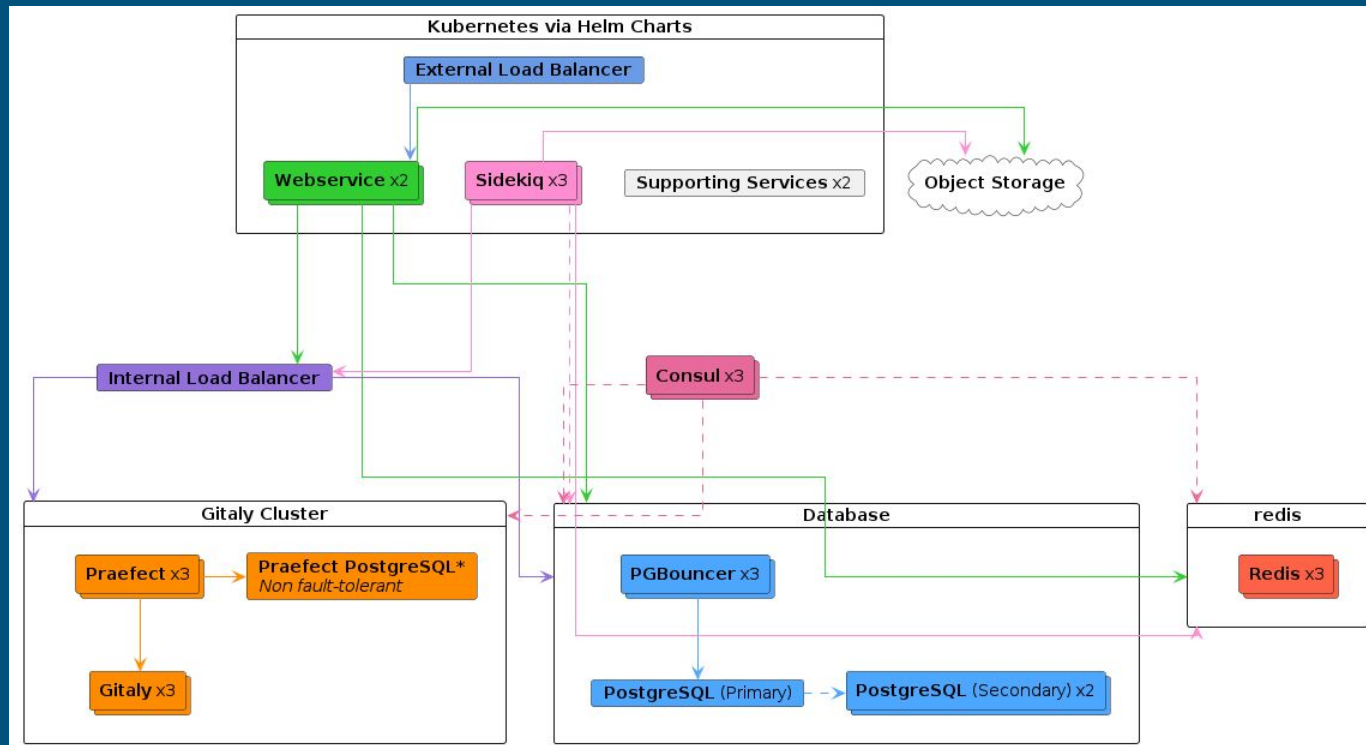 Kubernetes via Helm Charts
External Load Balancer
Webservice x2
Sidekiq x3
Supporting Services x2
Object Storage
Internal Load Balancer
Consul x3
Gitaly Cluster
Praefect x3
Praefect PostgreSQL*
Non fault-tolerant
Gitaly x3
Database
PGBouncer x3
PostgreSQL (Primary)
PostgreSQL (Secondary) x2
redis
Redis x3